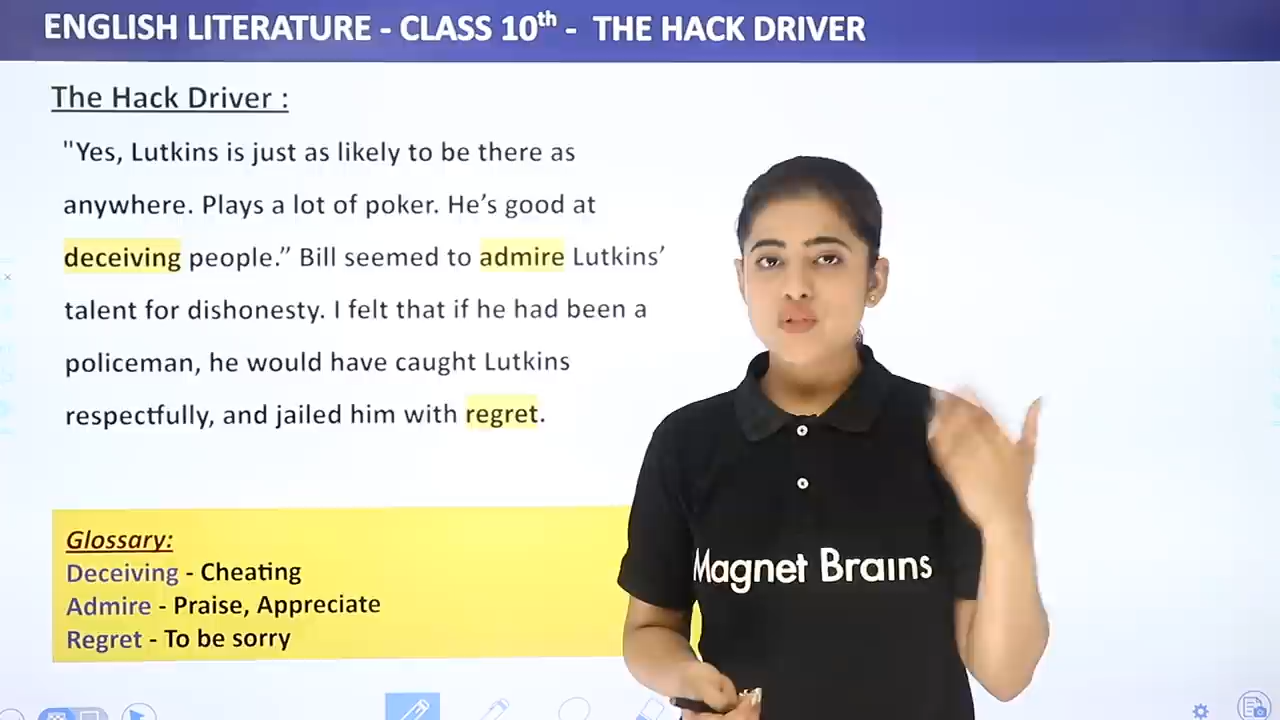 ENGLISH LITERATURE - CLASS 10th - THE HACK DRIVER
The Hack Driver :
"Yes, Lutkins is just as likely to be there as
anywhere. Plays a lot of poker. He’s good at
deceiving people.” Bill seemed to admire Lutkins’
talent for dishonesty. I felt that if he had been a
policeman, he would have caught Lutkins
respectfully, and jailed him with regret.
Glossary:
Deceiving - Cheating
Admire - Praise, Appreciate
Regret - To be sorry
Magnet Brains